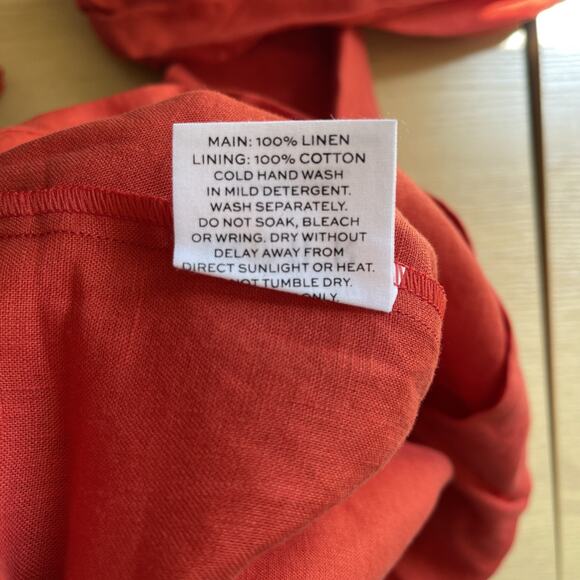 MAIN: 100% LINEN
LINING: 100% COTTON
COLD HAND WASH
IN MILD DETERGENT.
WASH SEPARATELY.
DO NOT SOAK, BLEACH
OR WRING. DRY WITHOUT
DELAY AWAY FROM
DIRECT SUNLIGHT OR HEAT.
NOT TUMBLE DRY.
ONLY.